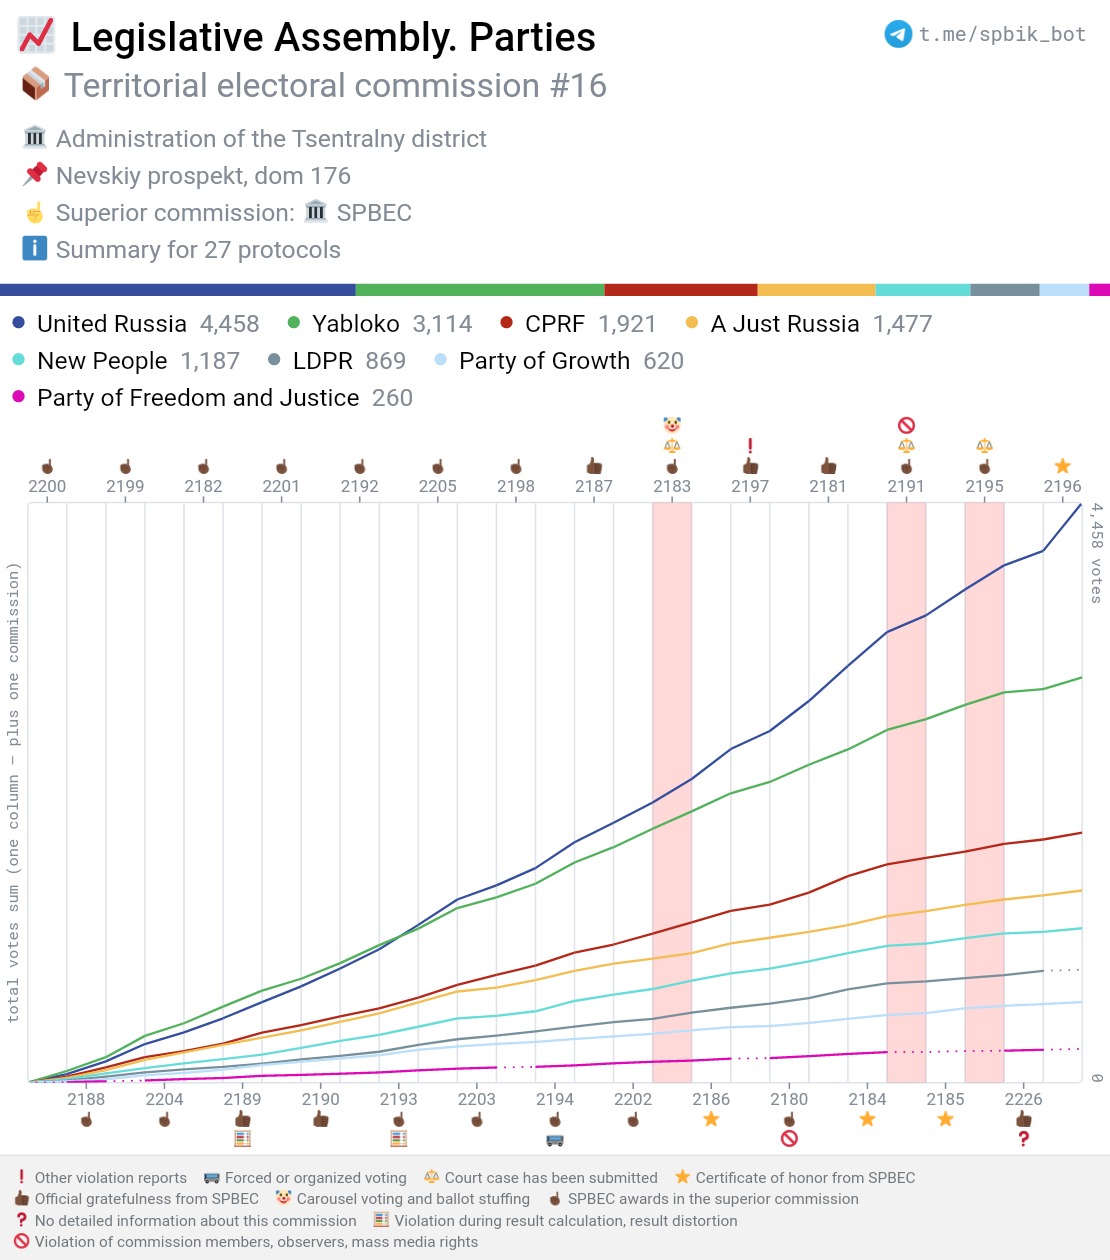 Legislative Assembly. Parties
t.me/spbik_bot
Territorial electoral commission #16
Administration of the Tsentralny district
Nevskiy prospekt, dom 176
Superior commission: SPBEC
Summary for 27 protocols
United Russia 4,458 Yabloko 3,114 CPRF 1,921 A Just Russia 1,477
New People 1,187 LDPR 869 Party of Growth 620
Party of Freedom and Justice 260
2200 2199 2182 2201 2192 2205 2198 2187 2183 2197 2181 2191 2195 2196
4,458 votes
total votes sum (one column – plus one commission)
0
2188 2204 2189 2190 2193 2203 2194 2202 2186 2180 2184 2185 2226
Other violation reports Forced or organized voting Court case has been submitted Certificate of honor from SPBEC
Official gratefulness from SPBEC Carousel voting and ballot stuffing SPBEC awards in the superior commission
No detailed information about this commission Violation during result calculation, result distortion
Violation of commission members, observers, mass media rights